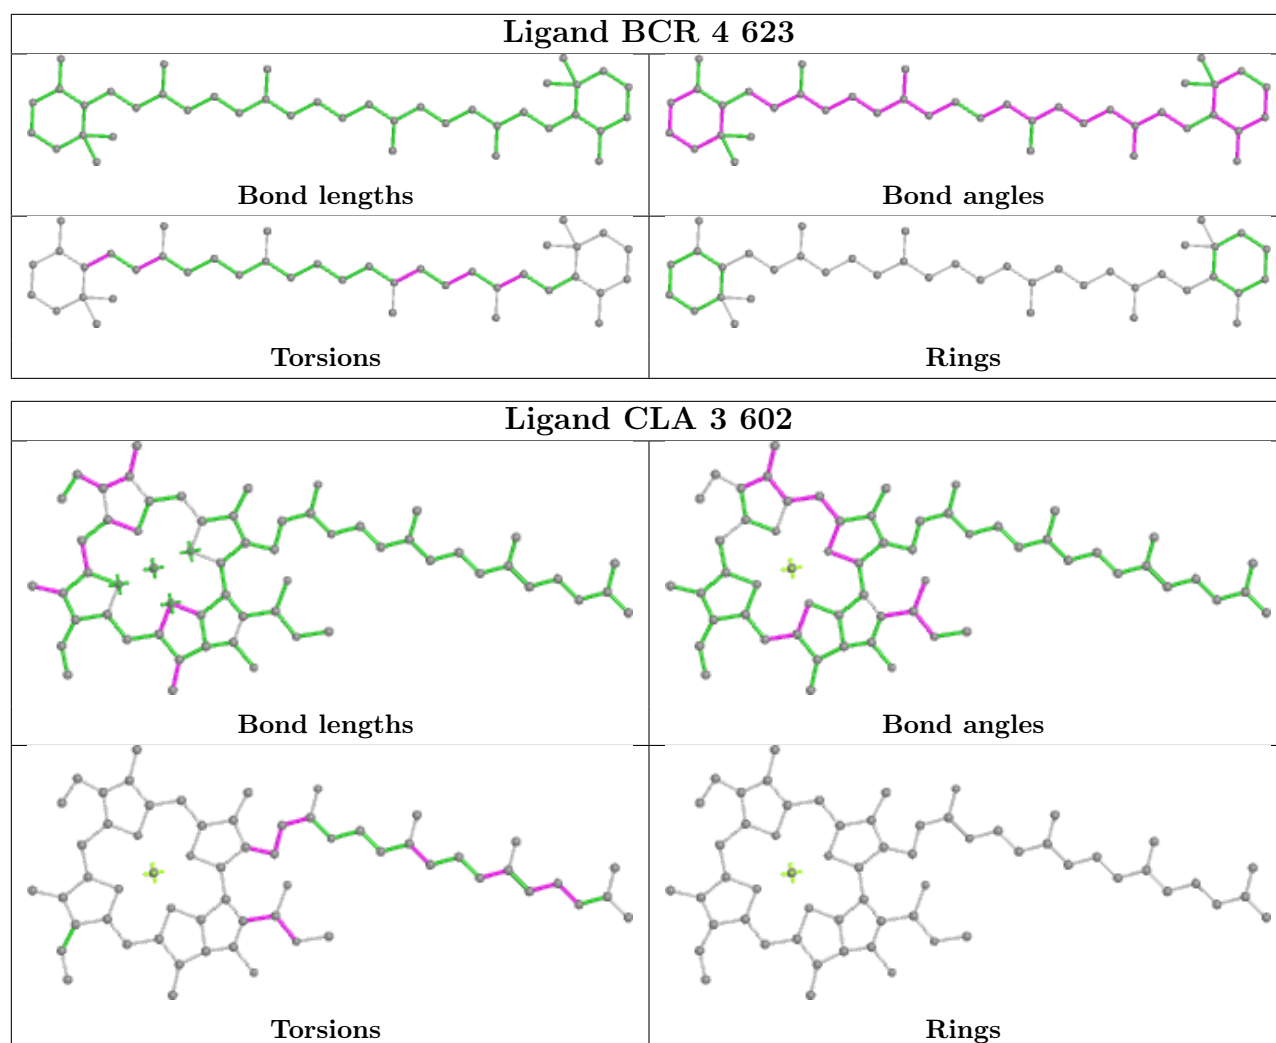 Ligand BCR 4 623
Bond lengths
Bond angles
Torsions
Rings
Ligand CLA 3 602
Bond lengths
Bond angles
Torsions
Rings